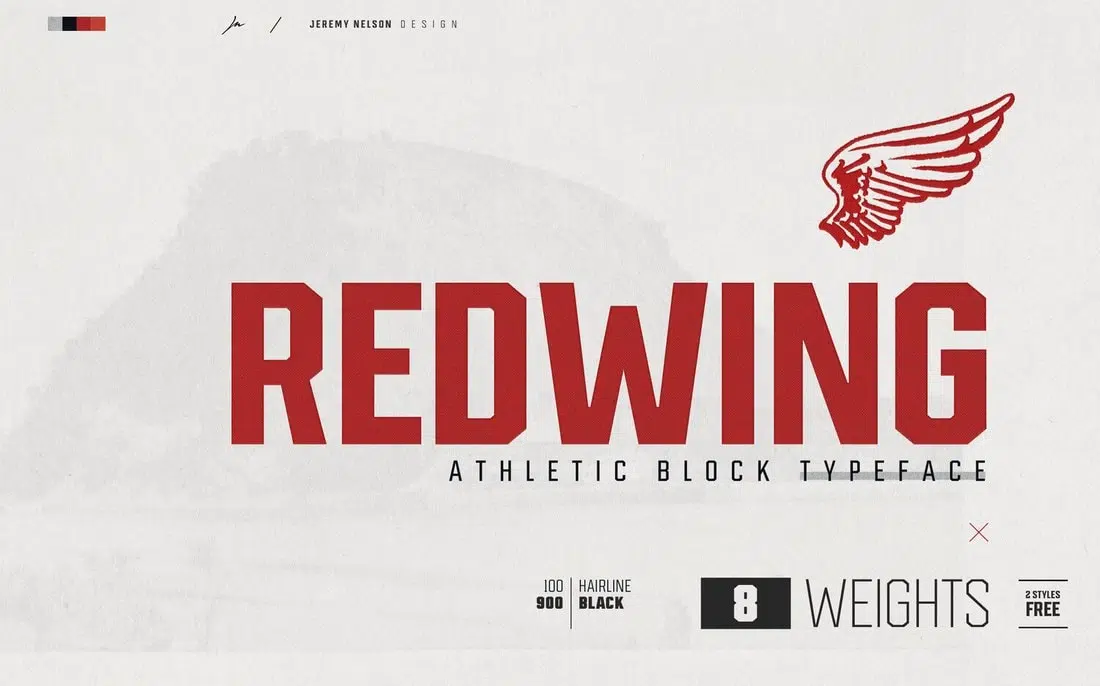 JEREMY NELSON DESIGN
REDWING
ATHLETIC BLOCK TYPEFACE
100 HAIRLINE
900 BLACK
8 WEIGHTS
2 STYLES
FREE